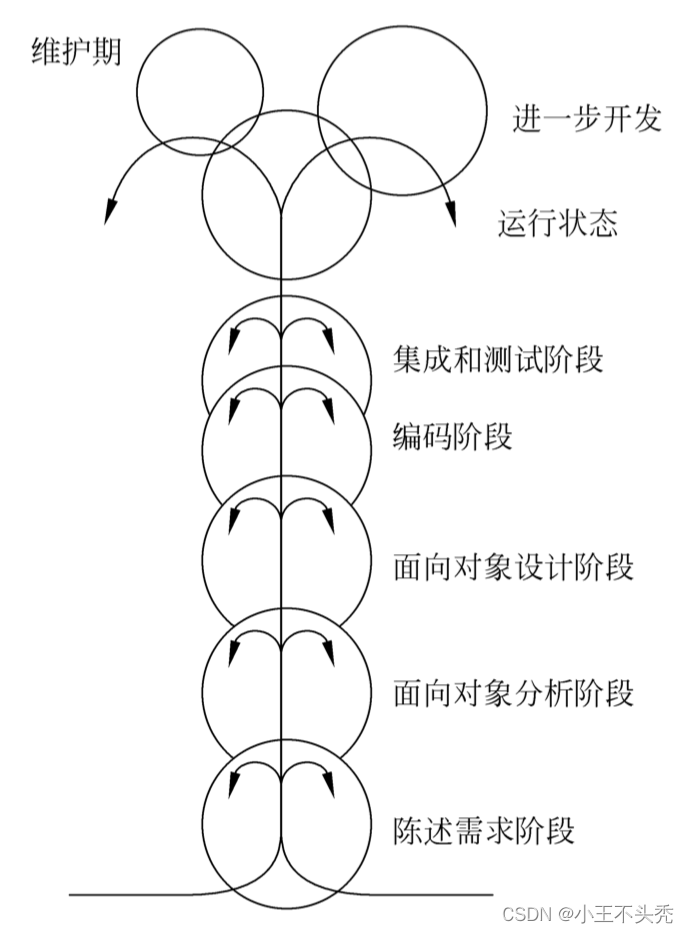 维护期
进一步开发
运行状态
集成和测试阶段
编码阶段
面向对象设计阶段
面向对象分析阶段
陈述需求阶段
CSDN @小王不头秃